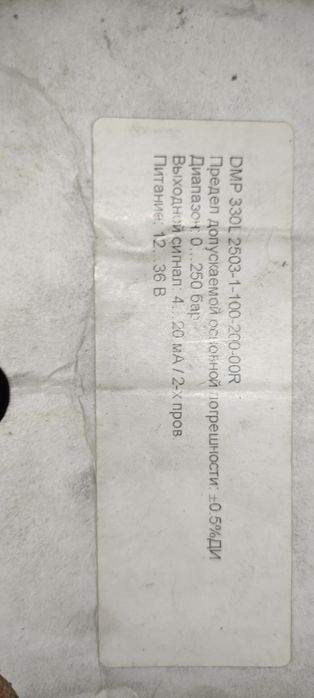 DMP 330L 2503-1-100-200-00R
Предел допускаемой основной погрешности: ±0.5%ДИ
Диапазон: 0...250 бар
Выходной сигнал: 4...20 мА / 2-х пров.
Питание: 12...36 В